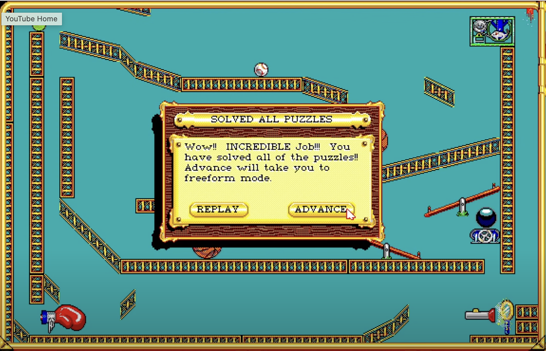 YouTube Home
SOLVED ALL PUZZLES
Wow!! INCREDIBLE Job!!! You
have solved all of the puzzles!!
Advance will take you to
freeform mode.
REPLAY
ADVANCE